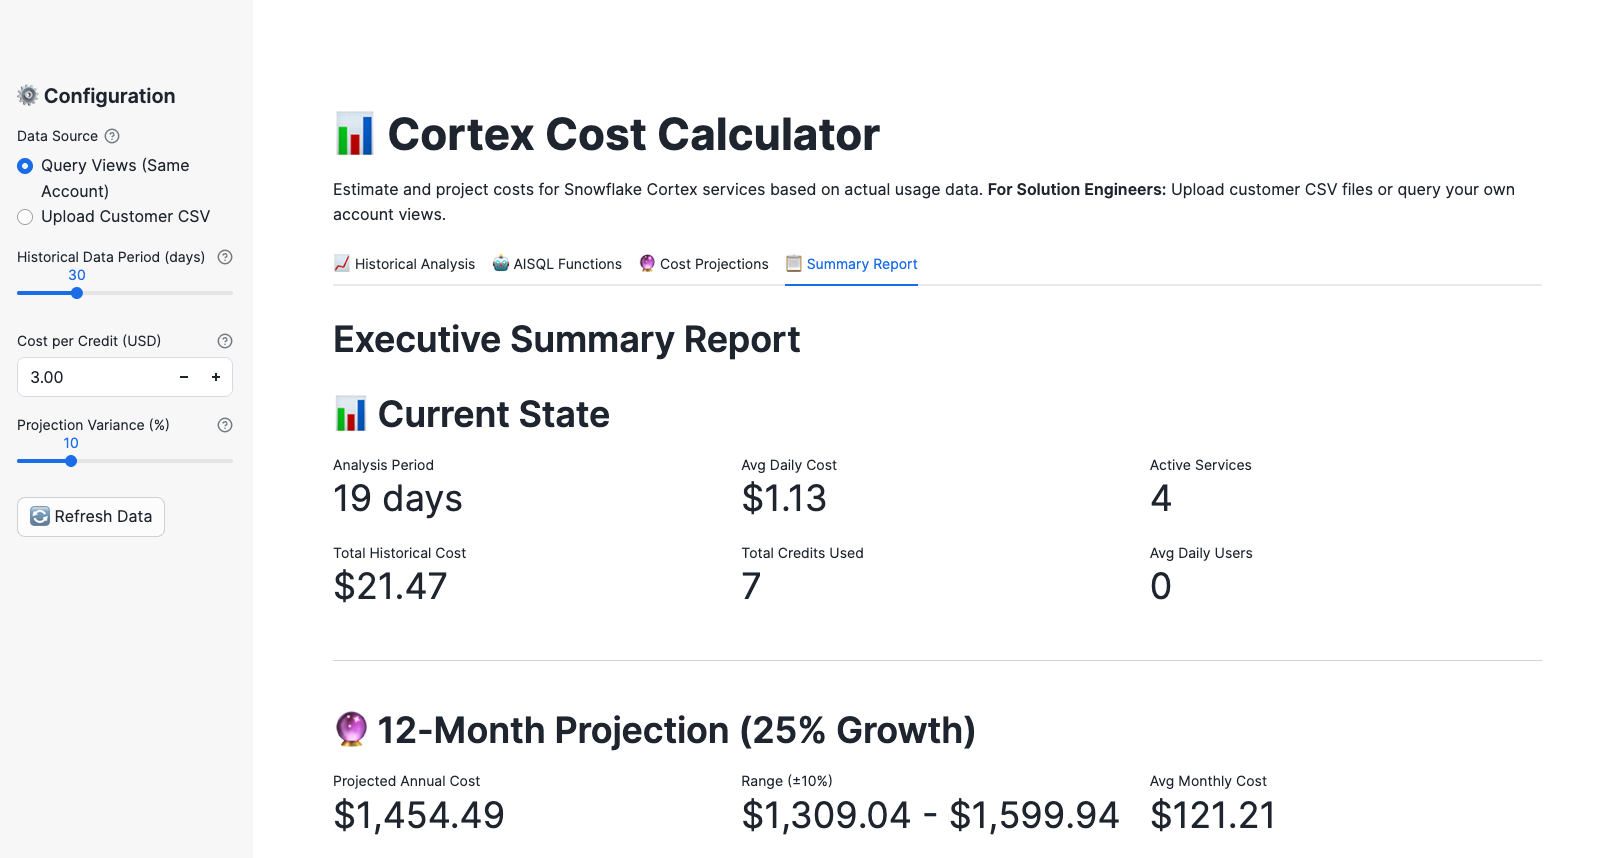 Configuration
Data Source
Query Views (Same
Account)
Upload Customer CSV
Historical Data Period (days)
30
Cost per Credit (USD)
3.00
Projection Variance (%)
10
Refresh Data
Cortex Cost Calculator
Estimate and project costs for Snowflake Cortex services based on actual usage data. For Solution Engineers: Upload customer CSV files or query your own
account views.
Historical Analysis AISQL Functions Cost Projections Summary Report
Executive Summary Report
Current State
Analysis Period Avg Daily Cost Active Services
19 days $1.13 4
Total Historical Cost Total Credits Used Avg Daily Users
$21.47 7 0
12-Month Projection (25% Growth)
Projected Annual Cost Range (±10%) Avg Monthly Cost
$1,454.49 $1,309.04 - $1,599.94 $121.21